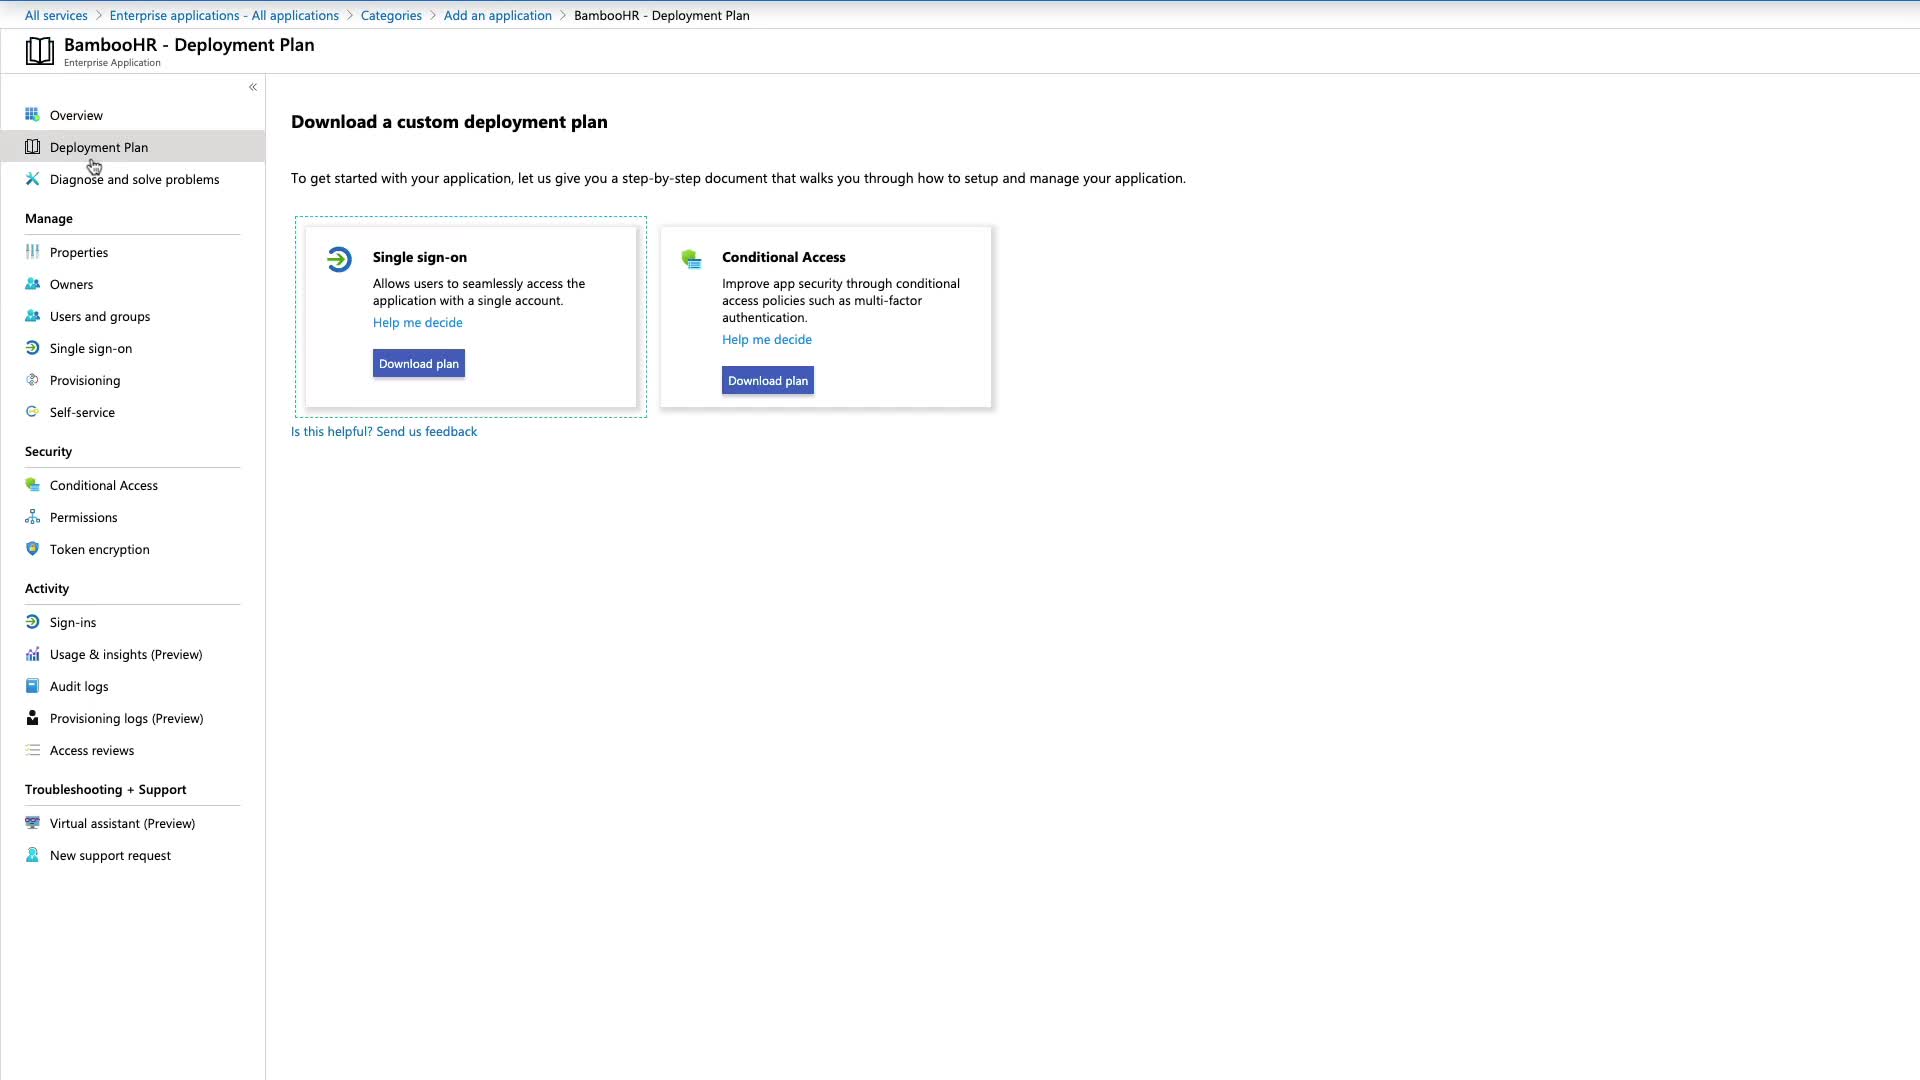 All services > Enterprise applications - All applications > Categories > Add an application > BambooHR - Deployment Plan
BambooHR - Deployment Plan
Enterprise Application
«
Overview
Deployment Plan
Diagnose and solve problems
Manage
Properties
Owners
Users and groups
Single sign-on
Provisioning
Self-service
Security
Conditional Access
Permissions
Token encryption
Activity
Sign-ins
Usage & insights (Preview)
Audit logs
Provisioning logs (Preview)
Access reviews
Troubleshooting + Support
Virtual assistant (Preview)
New support request
Download a custom deployment plan
To get started with your application, let us give you a step-by-step document that walks you through how to setup and manage your application.
Single sign-on
Allows users to seamlessly access the
application with a single account.
Help me decide
Download plan
Conditional Access
Improve app security through conditional
access policies such as multi-factor
authentication.
Help me decide
Download plan
Is this helpful? Send us feedback